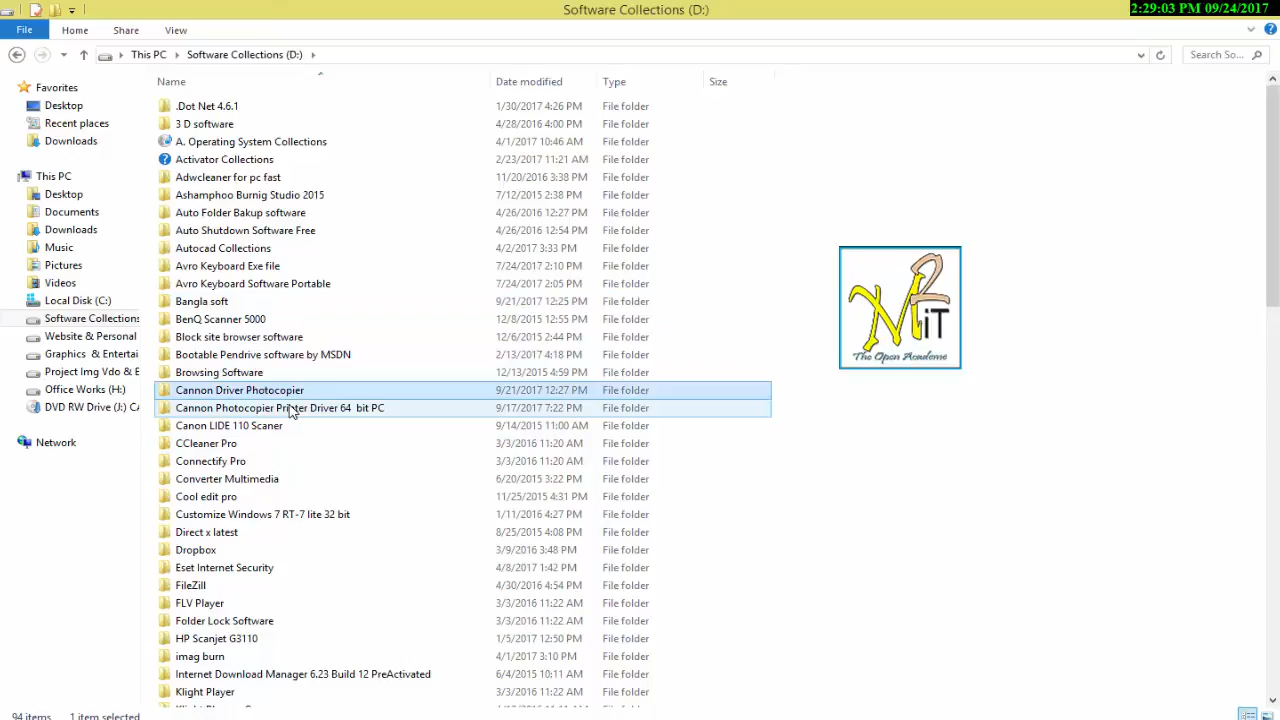 Software Collections (D:)
2:29:03 PM 09/24/2017
File Home Share View
This PC Software Collections (D:)
Search So...
Name Date modified Type Size
Favorites
Desktop
Recent places
Downloads
This PC
Desktop
Documents
Downloads
Music
Pictures
Videos
Local Disk (C:)
Software Collections
Website & Personal
Graphics & Entertai
Project Img Vdo & E
Office Works (H:)
DVD RW Drive (J:) CA
Network
.Dot Net 4.6.1 1/30/2017 4:26 PM File folder
3 D software 4/28/2016 4:00 PM File folder
A. Operating System Collections 4/1/2017 10:46 AM File folder
Activator Collections 2/23/2017 11:21 AM File folder
Adwcleaner for pc fast 11/20/2016 3:38 PM File folder
Ashamphoo Burnig Studio 2015 7/12/2015 2:38 PM File folder
Auto Folder Bakup software 4/26/2016 12:27 PM File folder
Auto Shutdown Software Free 4/26/2016 12:54 PM File folder
Autocad Collections 4/2/2017 3:33 PM File folder
Avro Keyboard Exe file 7/24/2017 2:10 PM File folder
Avro Keyboard Software Portable 7/24/2017 2:05 PM File folder
Bangla soft 9/21/2017 12:25 PM File folder
BenQ Scanner 5000 12/8/2015 12:55 PM File folder
Block site browser software 12/6/2015 2:44 PM File folder
Bootable Pendrive software by MSDN 2/13/2017 4:18 PM File folder
Browsing Software 12/13/2015 4:59 PM File folder
Cannon Driver Photocopier 9/21/2017 12:27 PM File folder
Cannon Photocopier Printer Driver 64 bit PC 9/17/2017 7:22 PM File folder
Canon LIDE 110 Scaner 9/14/2015 11:00 AM File folder
CCleaner Pro 3/3/2016 11:20 AM File folder
Connectify Pro 3/3/2016 11:20 AM File folder
Converter Multimedia 6/20/2015 3:22 PM File folder
Cool edit pro 11/25/2015 4:31 PM File folder
Customize Windows 7 RT-7 lite 32 bit 1/11/2016 4:27 PM File folder
Direct x latest 8/25/2015 4:08 PM File folder
Dropbox 3/9/2016 3:48 PM File folder
Eset Internet Security 4/8/2017 1:42 PM File folder
FileZill 4/30/2016 4:54 PM File folder
FLV Player 3/3/2016 11:22 AM File folder
Folder Lock Software 3/3/2016 11:22 AM File folder
HP Scanjet G3110 1/5/2017 12:50 PM File folder
imag burn 4/1/2017 3:10 PM File folder
Internet Download Manager 6.23 Build 12 PreActivated 6/4/2015 10:11 AM File folder
Klight Player 3/3/2016 11:22 AM File folder
M2 iT
The Open Academe
94 items 1 item selected